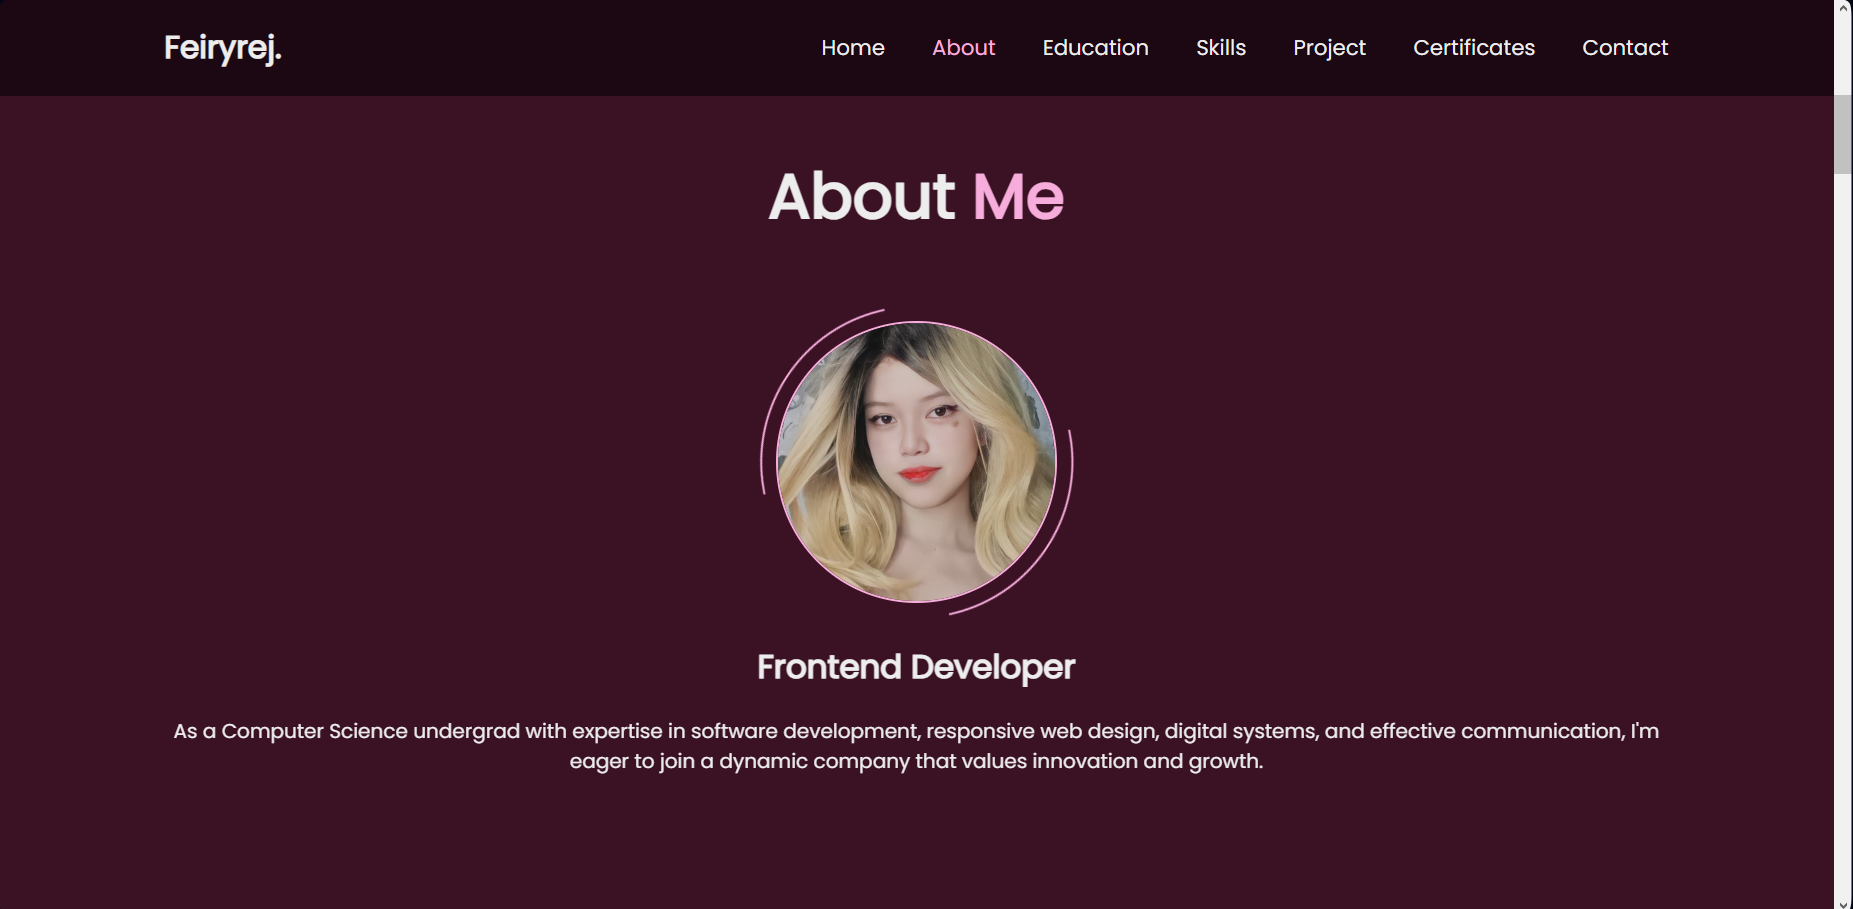 Feiryrej.
Home About Education Skills Project Certificates Contact
About Me
Frontend Developer
As a Computer Science undergrad with expertise in software development, responsive web design, digital systems, and effective communication, I'm
eager to join a dynamic company that values innovation and growth.